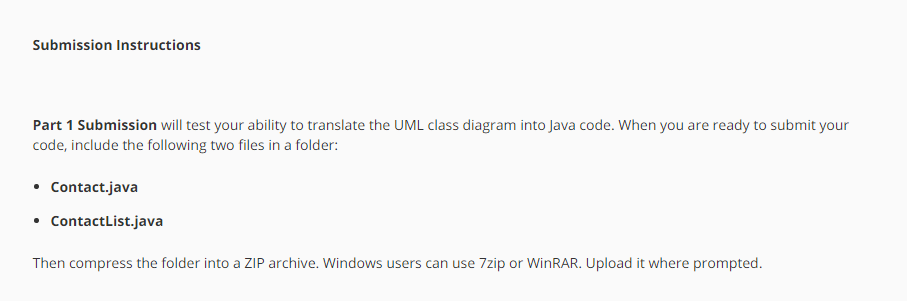 Submission Instructions
Part 1 Submission will test your ability to translate the UML class diagram into Java code. When you are ready to submit your
code, include the following two files in a folder:
• Contact.java
• ContactList.java
Then compress the folder into a ZIP archive. Windows users can use 7zip or WinRAR. Upload it where prompted.